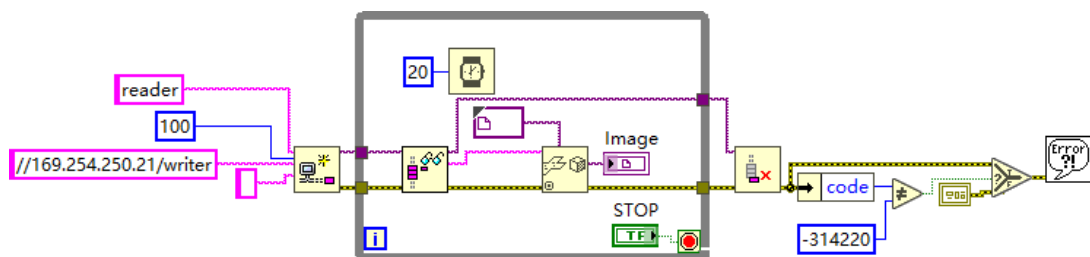 20
reader
100
Image
//169.254.250.21/writer
code
Error
?!
?
T
F
STOP
TF
i
-314220